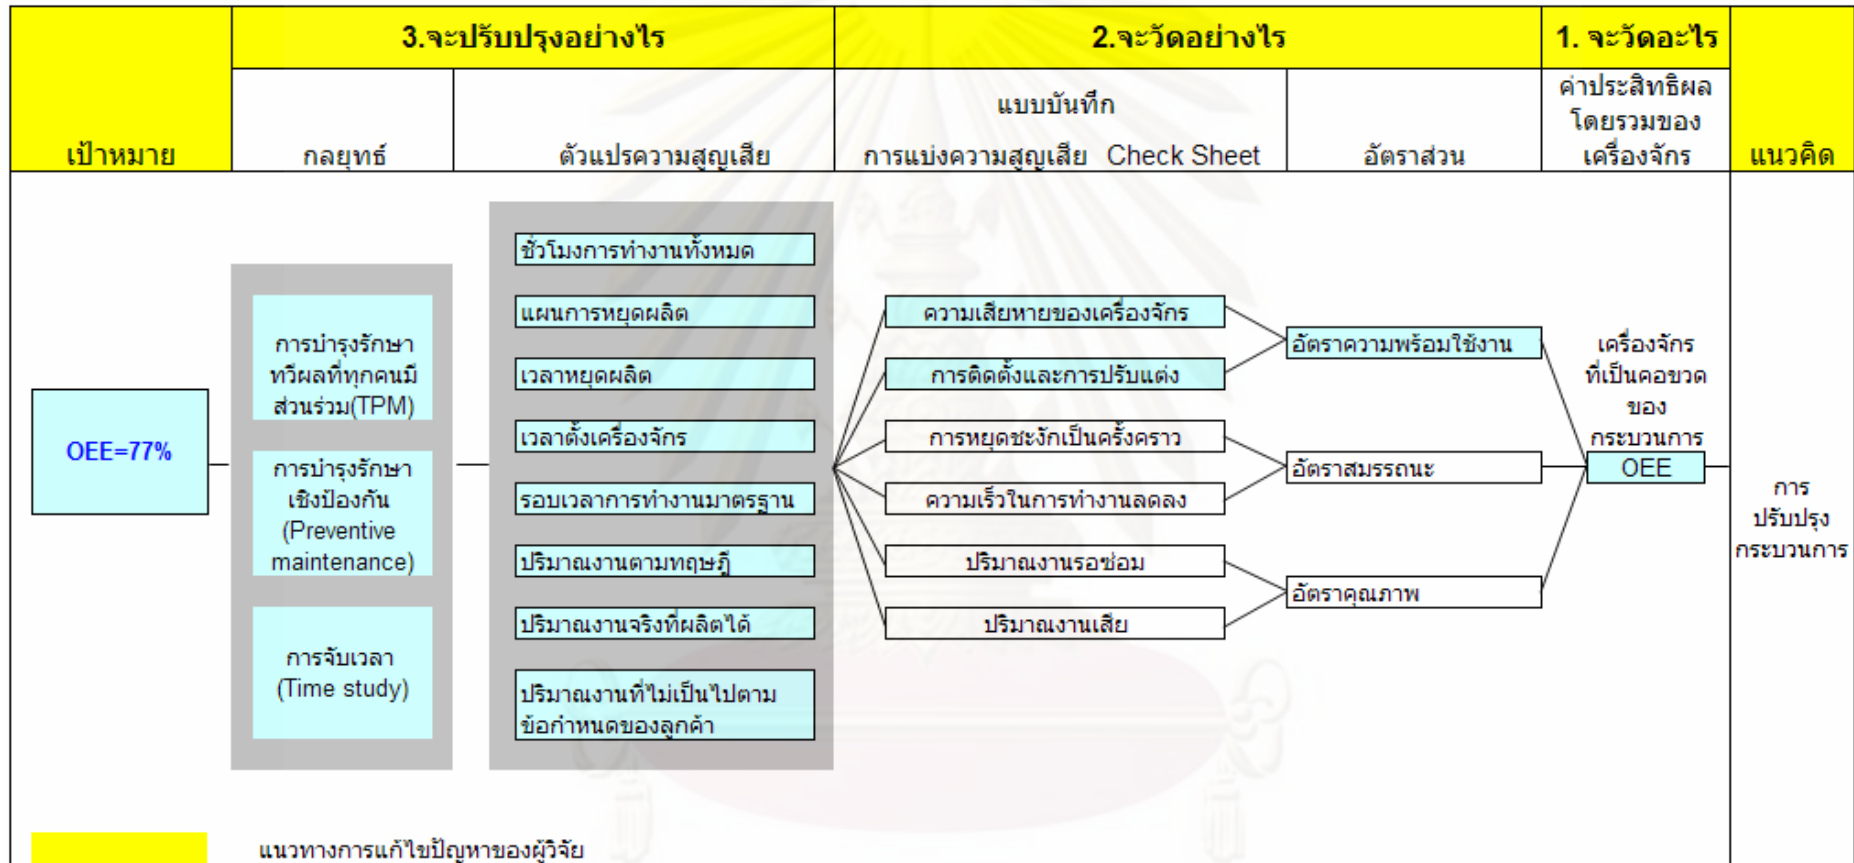 3.จะปรับปรุงอย่างไร
2.จะวัดอย่างไร
1. จะวัดอะไร
เป้าหมาย
กลยุทธ์
ตัวแปรความสูญเสีย
แบบบันทึก
การแบ่งความสูญเสีย Check Sheet
อัตราส่วน
ค่าประสิทธิผล
โดยรวมของ
เครื่องจักร
แนวคิด
OEE=77%
การบำรุงรักษา
ทวีผลที่ทุกคนมี
ส่วนร่วม(TPM)
การบำรุงรักษา
เชิงป้องกัน
(Preventive
maintenance)
การจับเวลา
(Time study)
ชั่วโมงการทำงานทั้งหมด
แผนการหยุดผลิต
เวลาหยุดผลิต
เวลาตั้งเครื่องจักร
รอบเวลาการทำงานมาตรฐาน
ปริมาณงานตามทฤษฎี
ปริมาณงานจริงที่ผลิตได้
ปริมาณงานที่ไม่เป็นไปตาม
ข้อกำหนดของลูกค้า
ความเสียหายของเครื่องจักร
การติดตั้งและการปรับแต่ง
การหยุดชะงักเป็นครั้งคราว
ความเร็วในการทำงานลดลง
ปริมาณงานรอซ่อม
ปริมาณงานเสีย
อัตราความพร้อมใช้งาน
อัตราสมรรถนะ
อัตราคุณภาพ
เครื่องจักร
ที่เป็นคอขวด
ของ
กระบวนการ
OEE
การ
ปรับปรุง
กระบวนการ
แนวทางการแก้ไขปัญหาของผู้วิจัย